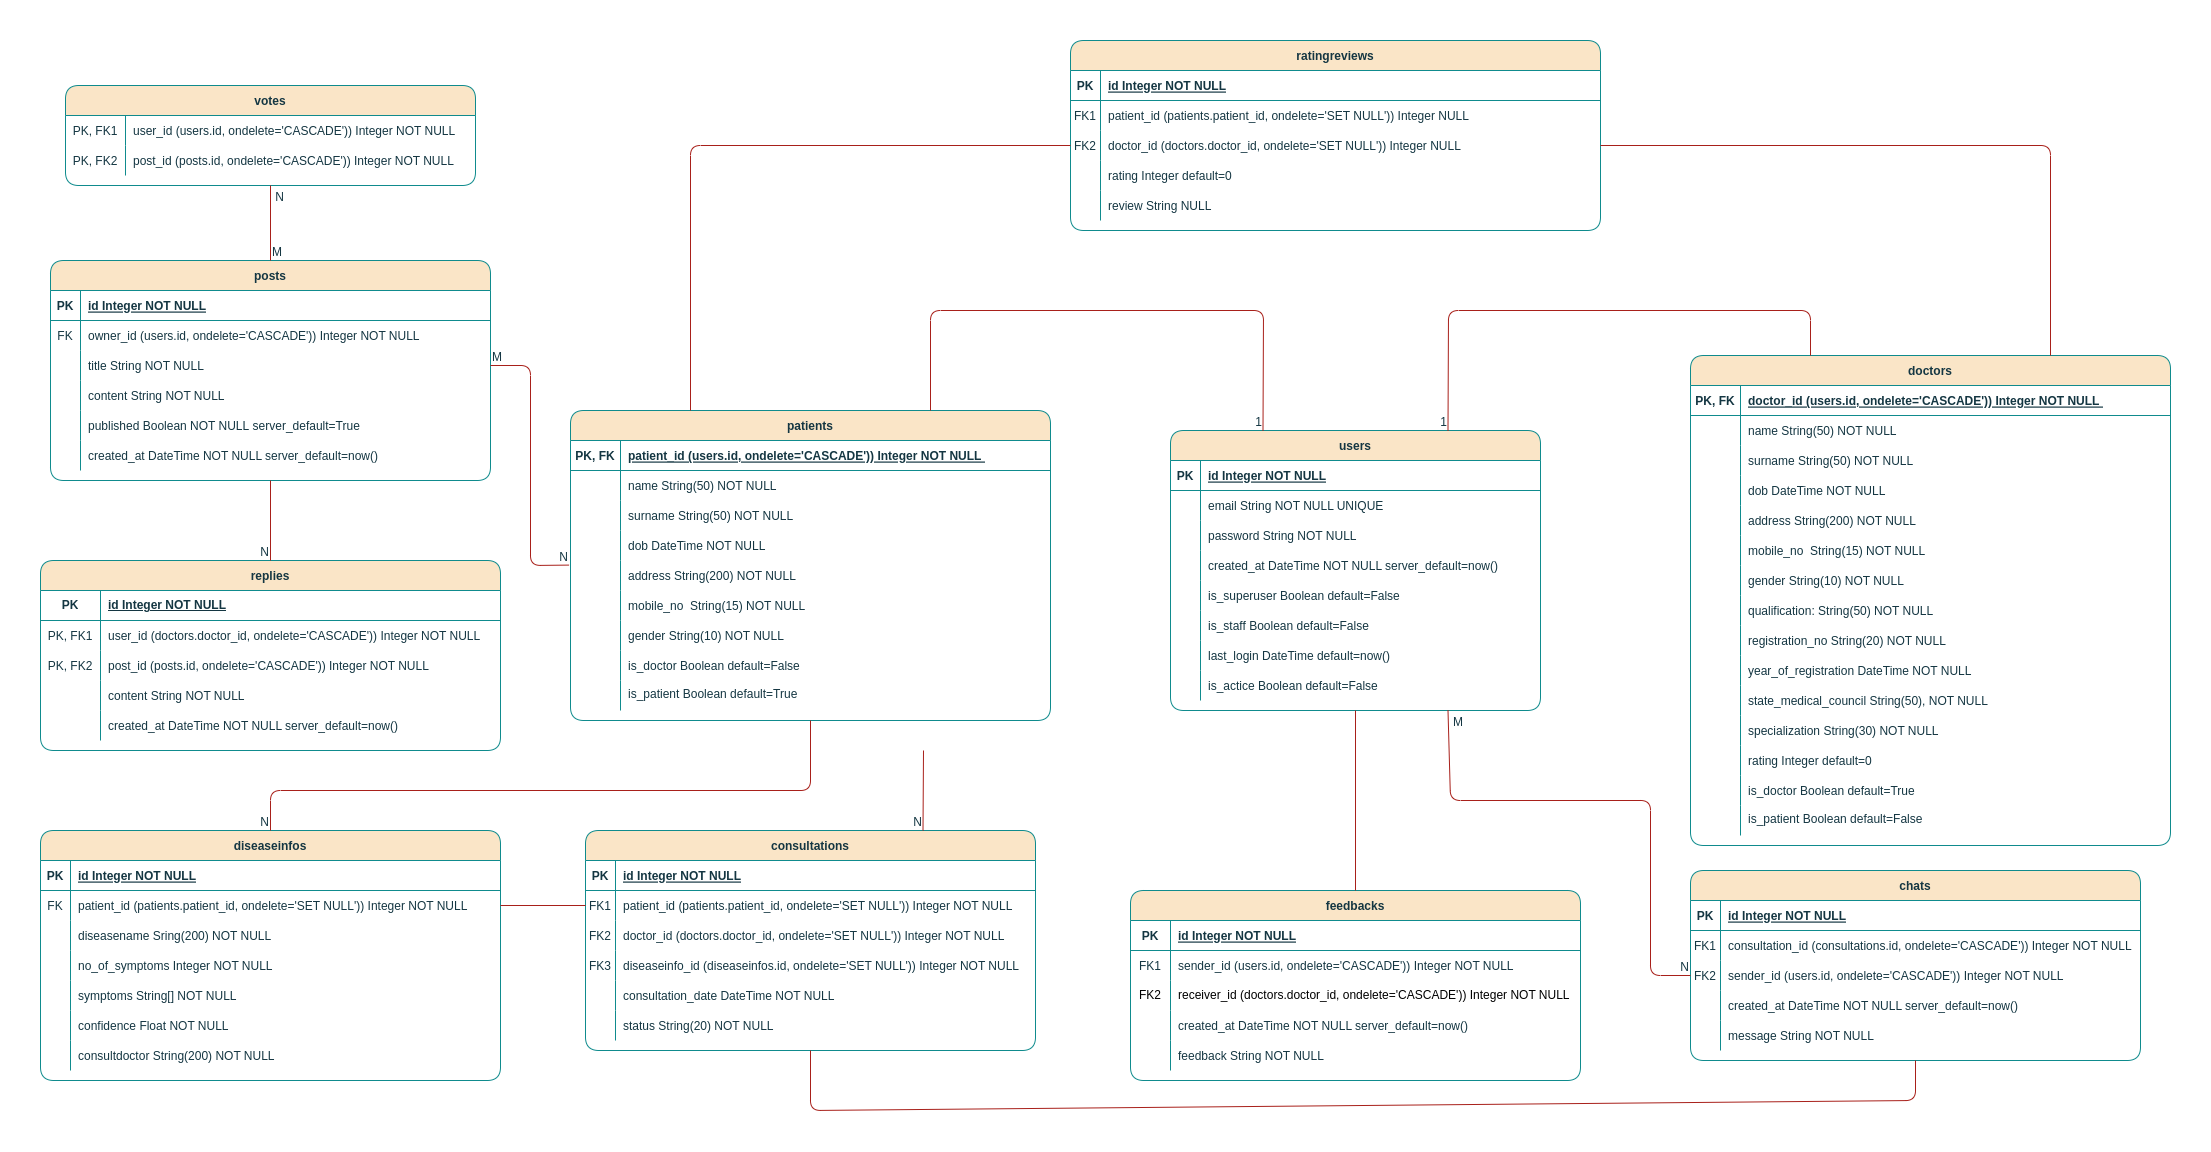 ratingreviews
PK id Integer NOT NULL
FK1 patient_id (patients.patient_id, ondelete='SET NULL')) Integer NULL
FK2 doctor_id (doctors.doctor_id, ondelete='SET NULL')) Integer NULL
rating Integer default=0
review String NULL
votes
PK, FK1 user_id (users.id, ondelete='CASCADE')) Integer NOT NULL
PK, FK2 post_id (posts.id, ondelete='CASCADE')) Integer NOT NULL
N
M
posts
PK id Integer NOT NULL
FK owner_id (users.id, ondelete='CASCADE')) Integer NOT NULL
title String NOT NULL
content String NOT NULL
published Boolean NOT NULL server_default=True
created_at DateTime NOT NULL server_default=now()
M
N
N
patients
PK, FK patient_id (users.id, ondelete='CASCADE')) Integer NOT NULL
name String(50) NOT NULL
surname String(50) NOT NULL
dob DateTime NOT NULL
address String(200) NOT NULL
mobile_no  String(15) NOT NULL
gender String(10) NOT NULL
is_doctor Boolean default=False
is_patient Boolean default=True
1
1
users
PK id Integer NOT NULL
email String NOT NULL UNIQUE
password String NOT NULL
created_at DateTime NOT NULL server_default=now()
is_superuser Boolean default=False
is_staff Boolean default=False
last_login DateTime default=now()
is_actice Boolean default=False
M
doctors
PK, FK doctor_id (users.id, ondelete='CASCADE')) Integer NOT NULL
name String(50) NOT NULL
surname String(50) NOT NULL
dob DateTime NOT NULL
address String(200) NOT NULL
mobile_no  String(15) NOT NULL
gender String(10) NOT NULL
qualification: String(50) NOT NULL
registration_no String(20) NOT NULL
year_of_registration DateTime NOT NULL
state_medical_council String(50), NOT NULL
specialization String(30) NOT NULL
rating Integer default=0
is_doctor Boolean default=True
is_patient Boolean default=False
replies
PK id Integer NOT NULL
PK, FK1 user_id (doctors.doctor_id, ondelete='CASCADE')) Integer NOT NULL
PK, FK2 post_id (posts.id, ondelete='CASCADE')) Integer NOT NULL
content String NOT NULL
created_at DateTime NOT NULL server_default=now()
N
N
diseaseinfos
PK id Integer NOT NULL
FK patient_id (patients.patient_id, ondelete='SET NULL')) Integer NOT NULL
diseasename Sring(200) NOT NULL
no_of_symptoms Integer NOT NULL
symptoms String[] NOT NULL
confidence Float NOT NULL
consultdoctor String(200) NOT NULL
consultations
PK id Integer NOT NULL
FK1 patient_id (patients.patient_id, ondelete='SET NULL')) Integer NOT NULL
FK2 doctor_id (doctors.doctor_id, ondelete='SET NULL')) Integer NOT NULL
FK3 diseaseinfo_id (diseaseinfos.id, ondelete='SET NULL')) Integer NOT NULL
consultation_date DateTime NOT NULL
status String(20) NOT NULL
feedbacks
PK id Integer NOT NULL
FK1 sender_id (users.id, ondelete='CASCADE')) Integer NOT NULL
FK2 receiver_id (doctors.doctor_id, ondelete='CASCADE')) Integer NOT NULL
created_at DateTime NOT NULL server_default=now()
feedback String NOT NULL
N
chats
PK id Integer NOT NULL
FK1 consultation_id (consultations.id, ondelete='CASCADE')) Integer NOT NULL
FK2 sender_id (users.id, ondelete='CASCADE')) Integer NOT NULL
created_at DateTime NOT NULL server_default=now()
message String NOT NULL